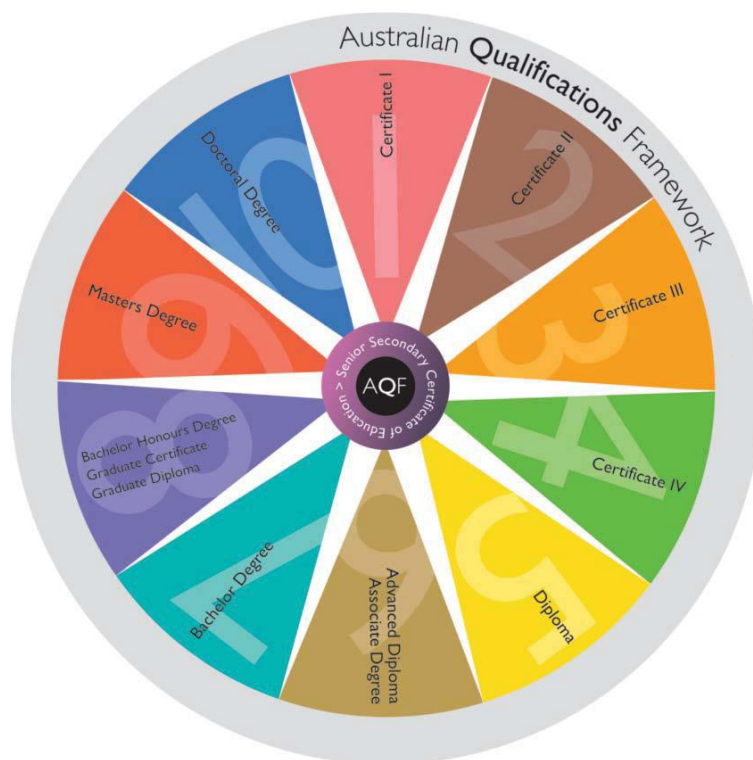 Australian Qualifications Framework
1
Certificate I
2
Certificate II
3
Certificate III
4
Certificate IV
5
Diploma
6
Advanced Diploma
Associate Degree
7
Bachelor Degree
8
Bachelor Honours Degree
Graduate Certificate
Graduate Diploma
9
Masters Degree
10
Doctoral Degree
Senior Secondary Certificate of Education >
AQF